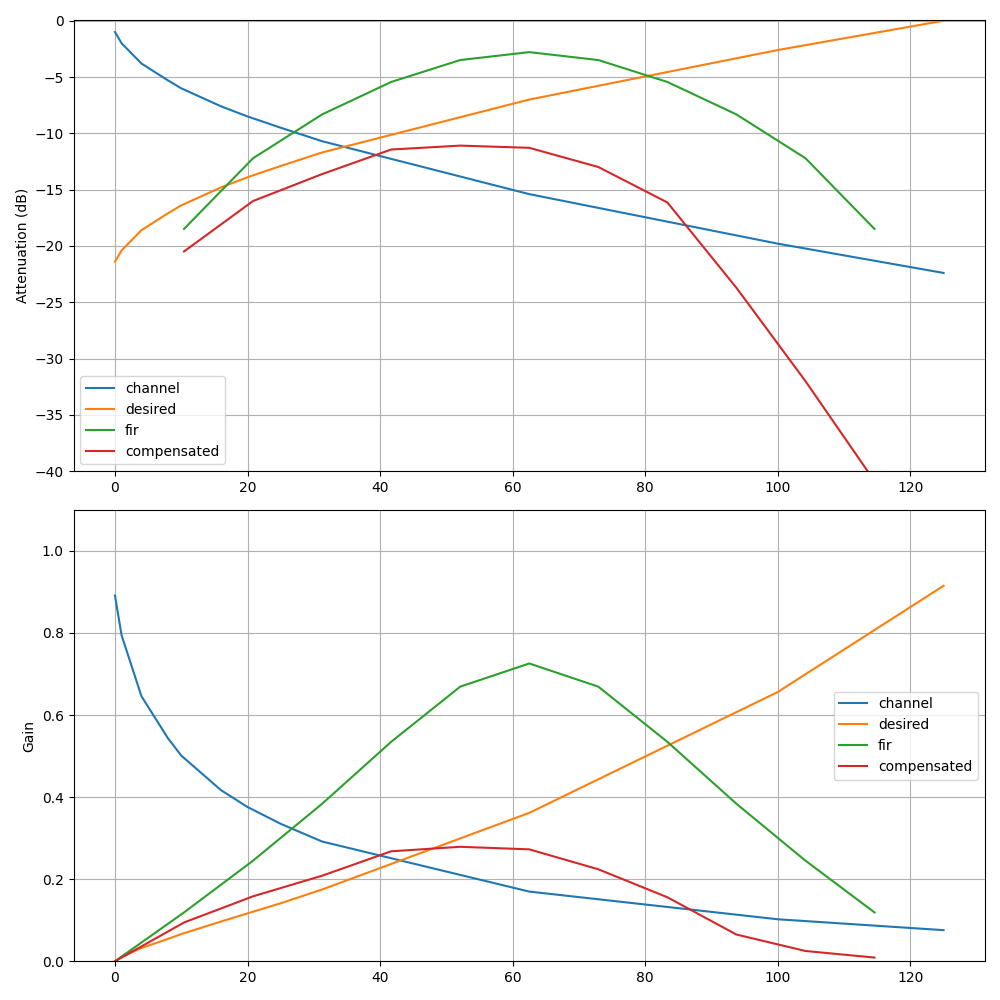 0
−5
−10
−15
−20
−25
−30
−35
−40
Attenuation (dB)
channel
desired
fir
compensated
0 20 40 60 80 100 120
1.0
0.8
0.6
0.4
0.2
0.0
Gain
channel
desired
fir
compensated
0 20 40 60 80 100 120